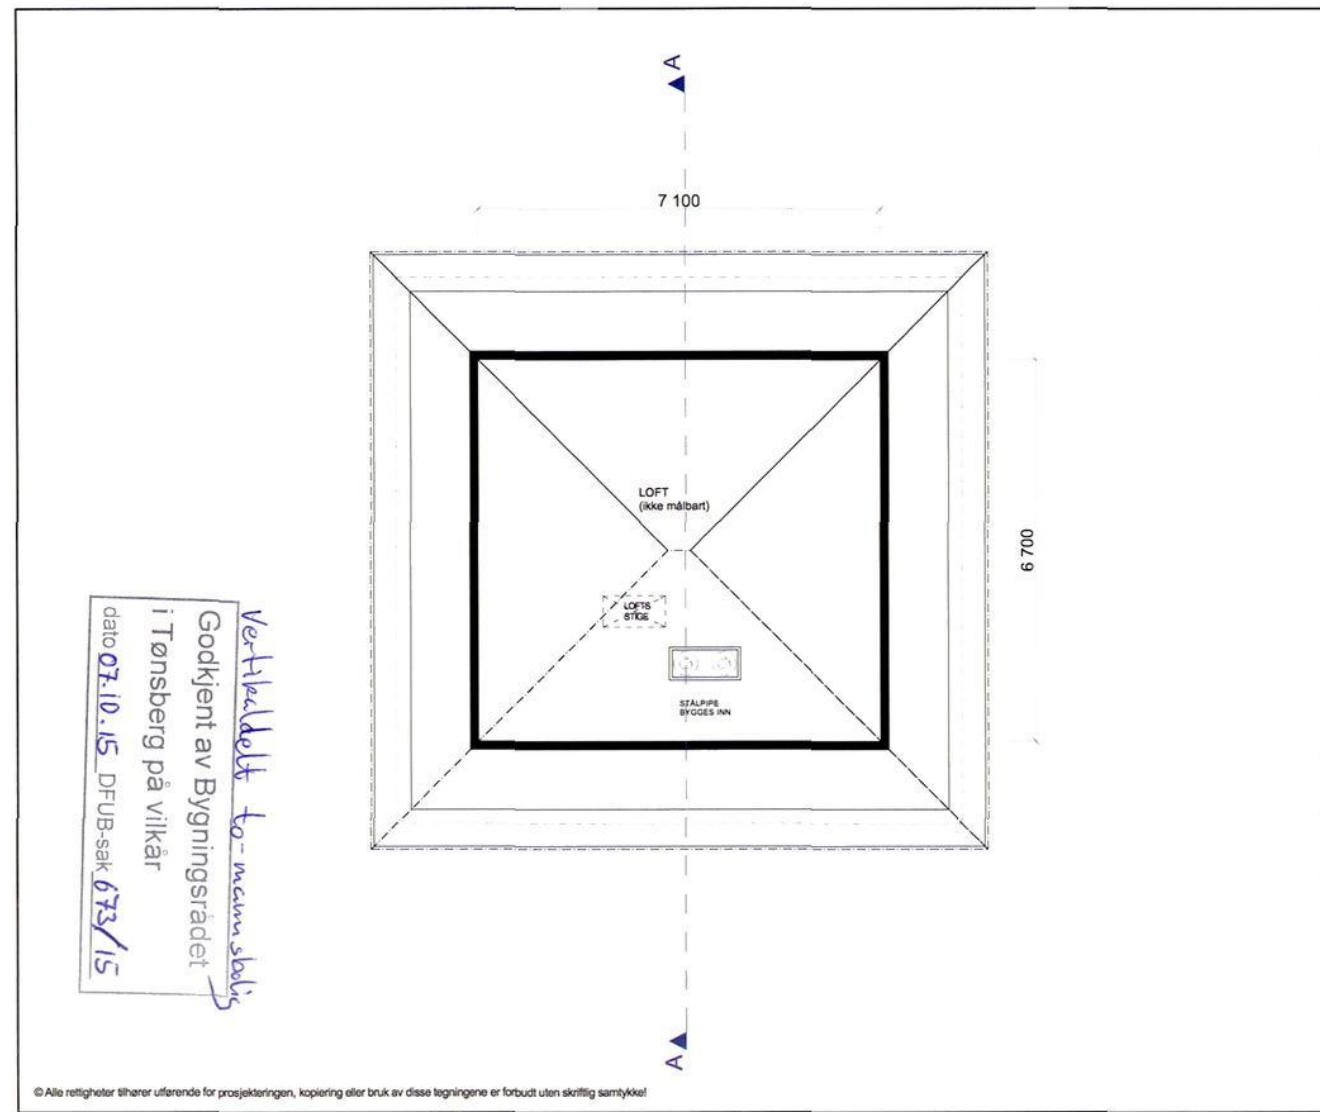 A
7 100
LOFT
(ikke målbart)
6 700
LOFTS
STIGE
STÅLPIPE
BYGGES INN
Vertikaldelt to-mannsbolig
Godkjent av Bygningsrådet
i Tønsberg på vilkår
dato 07.10.15 DFUB-sak 673/15
A
© Alle rettigheter tilhører utførende for prosjekteringen, kopiering eller bruk av disse tegningene er forbudt uten skriftlig samtykke!